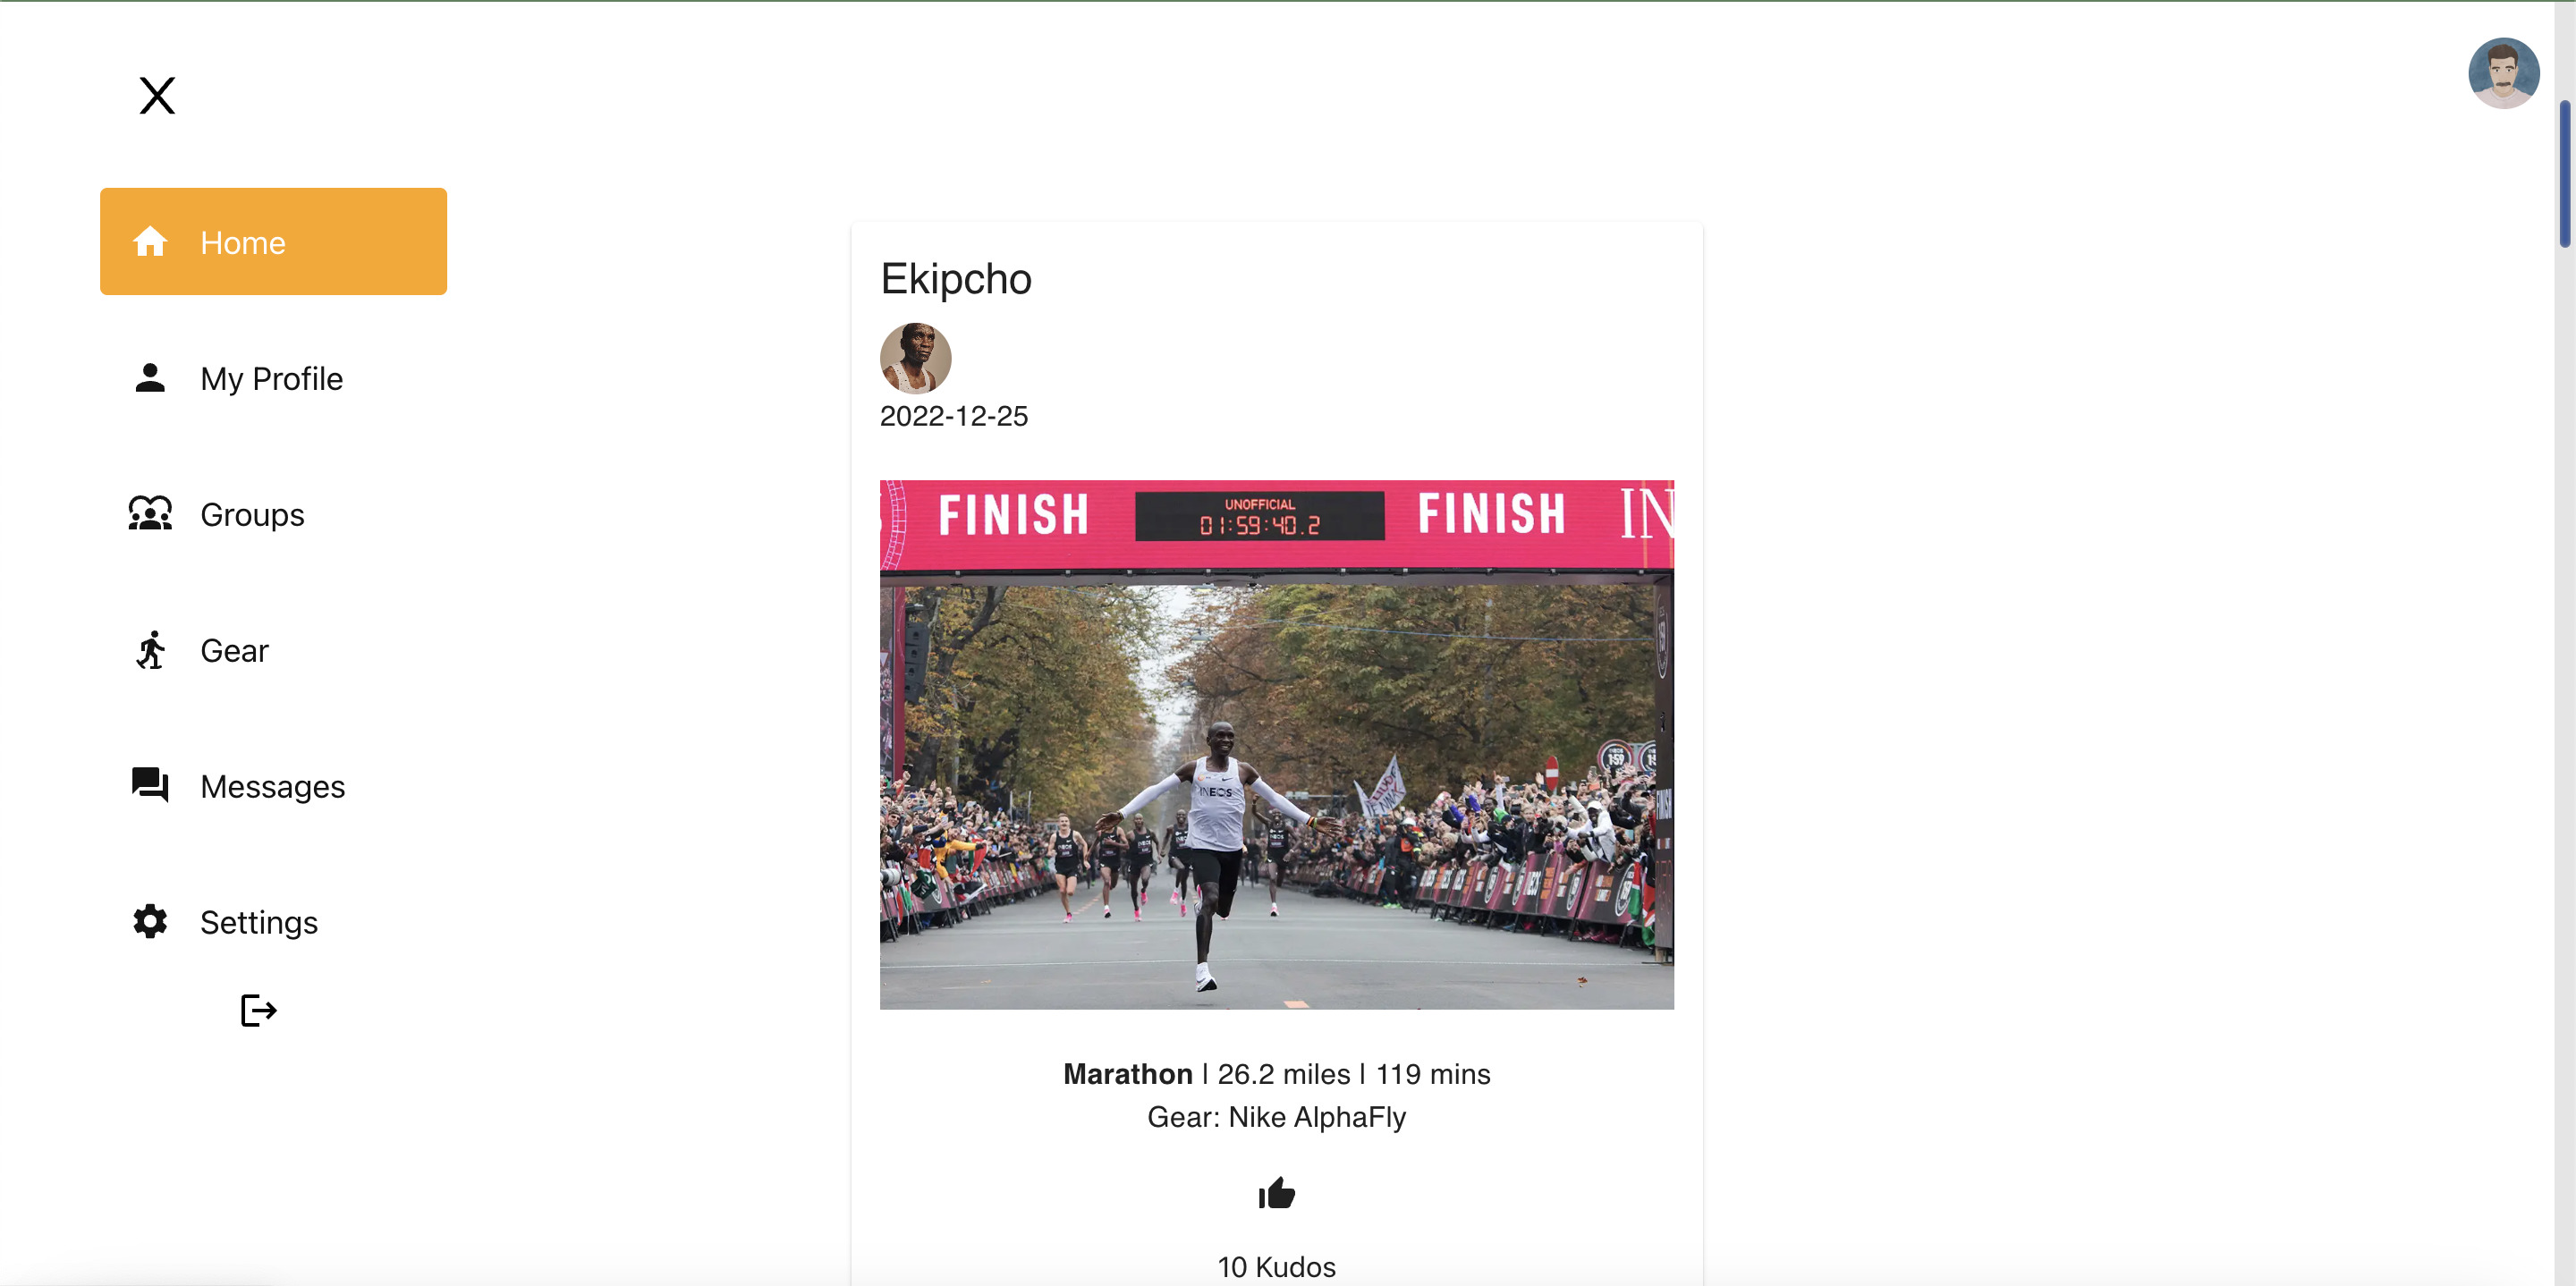 X
Home
My Profile
Groups
Gear
Messages
Settings
Ekipcho
2022-12-25
FINISH
UNOFFICIAL
01:59:40.2
FINISH
IN
INEOS
Marathon | 26.2 miles | 119 mins
Gear: Nike AlphaFly
10 Kudos